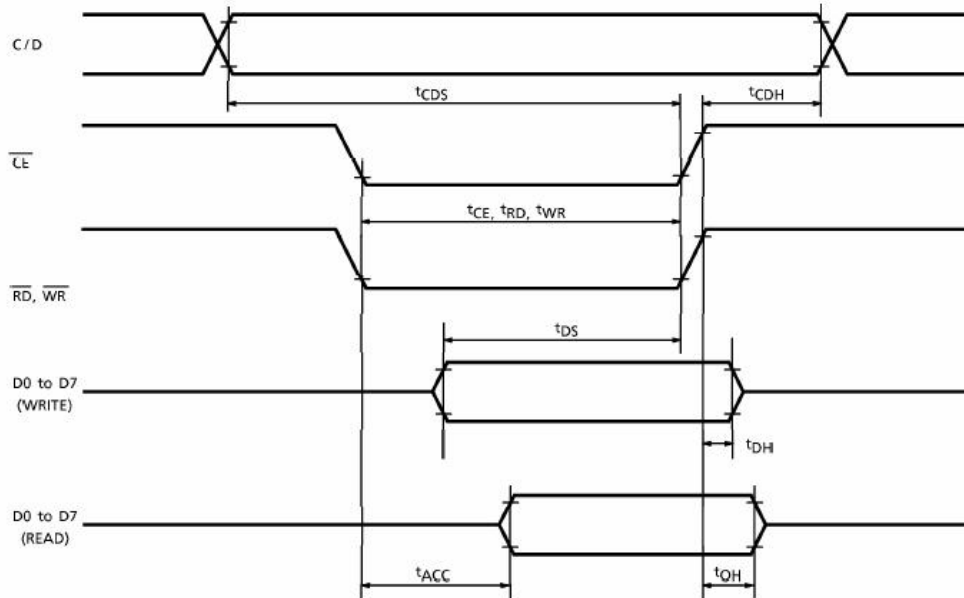 C/D
tCDS
tCDH
CE
tCE, tRD, tWR
RD, WR
tDS
D0 to D7
(WRITE)
tDH
D0 to D7
(READ)
tACC
tOH